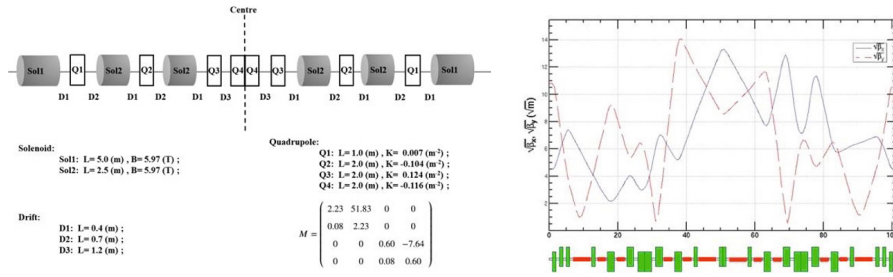 Centre
Sol1 Q1 Sol2 Q2 Sol2 Q3 Q4 Q4 Q3 Sol2 Q2 Sol2 Q1 Sol1
D1 D2 D2 D2 D1 D3 D3 D1 D2 D1 D2 D1
Solenoid:
Sol1: L= 5.0 (m) , B= 5.97 (T) ;
Sol2: L= 2.5 (m) , B= 5.97 (T) ;
Drift:
D1: L= 0.4 (m) ;
D2: L= 0.7 (m) ;
D3: L= 1.2 (m) ;
Quadrupole:
Q1: L= 1.0 (m) , K= 0.007 (m⁻²) ;
Q2: L= 2.0 (m) , K= -0.104 (m⁻²) ;
Q3: L= 2.0 (m) , K= 0.124 (m⁻²) ;
Q4: L= 2.0 (m) , K= -0.116 (m⁻²) ;
M =
2.23 51.83 0 0
0.08 2.23 0 0
0 0 0.60 −7.64
0 0 0.08 0.60
√βx, √βy (√m)
14
12
10
8
6
4
2
0 20 40 60 80 100